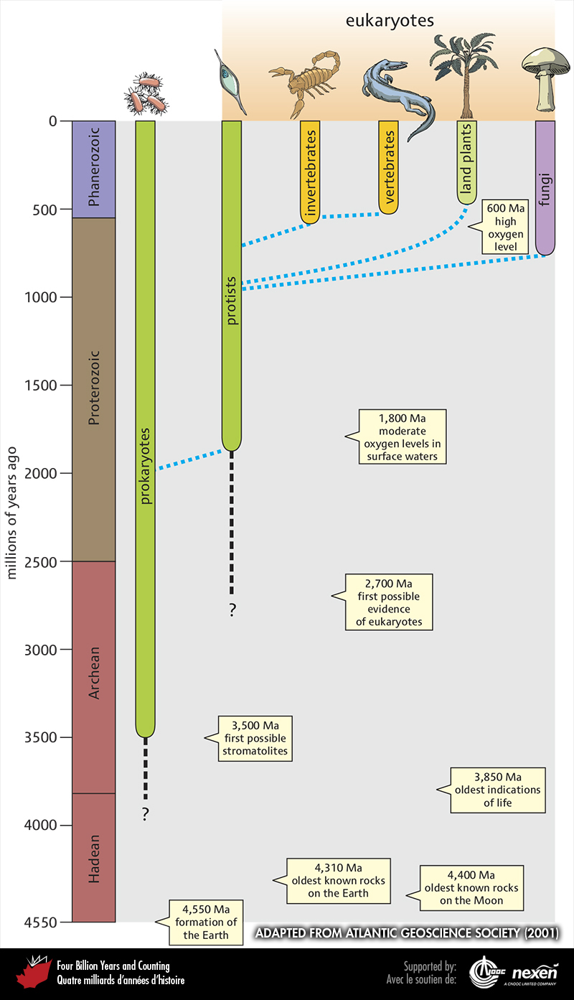 eukaryotes
0
500
1000
1500
2000
2500
3000
3500
4000
4550
millions of years ago
Phanerozoic
Proterozoic
Archean
Hadean
prokaryotes
protists
invertebrates
vertebrates
land plants
fungi
600 Ma
high
oxygen
level
1,800 Ma
moderate
oxygen levels in
surface waters
2,700 Ma
first possible
evidence
of eukaryotes
?
3,500 Ma
first possible
stromatolites
3,850 Ma
oldest indications
of life
?
4,310 Ma
oldest known rocks
on the Earth
4,400 Ma
oldest known rocks
on the Moon
4,550 Ma
formation of
the Earth
ADAPTED FROM ATLANTIC GEOSCIENCE SOCIETY (2001)
Four Billion Years and Counting
Quatre milliards d'années d'histoire
Supported by:
Avec le soutien de:
cnooc
nexen
A CNOOC LIMITED COMPANY